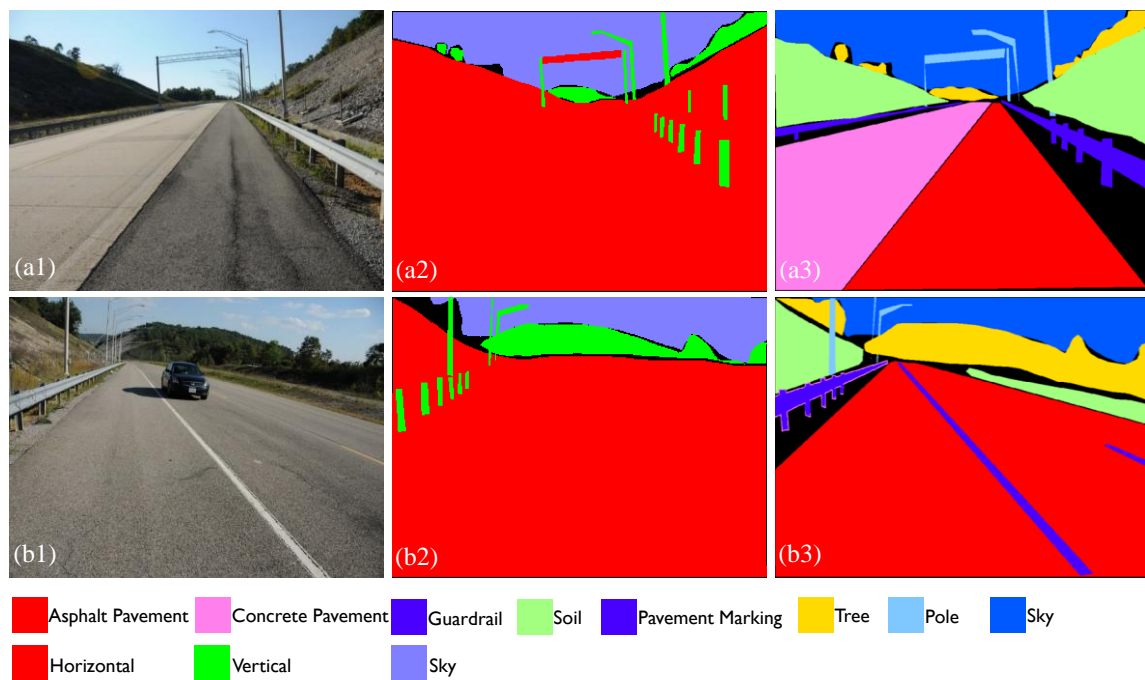 (a1) (a2) (a3)
(b1) (b2) (b3)
Asphalt Pavement Concrete Pavement Guardrail Soil Pavement Marking Tree Pole Sky
Horizontal Vertical Sky